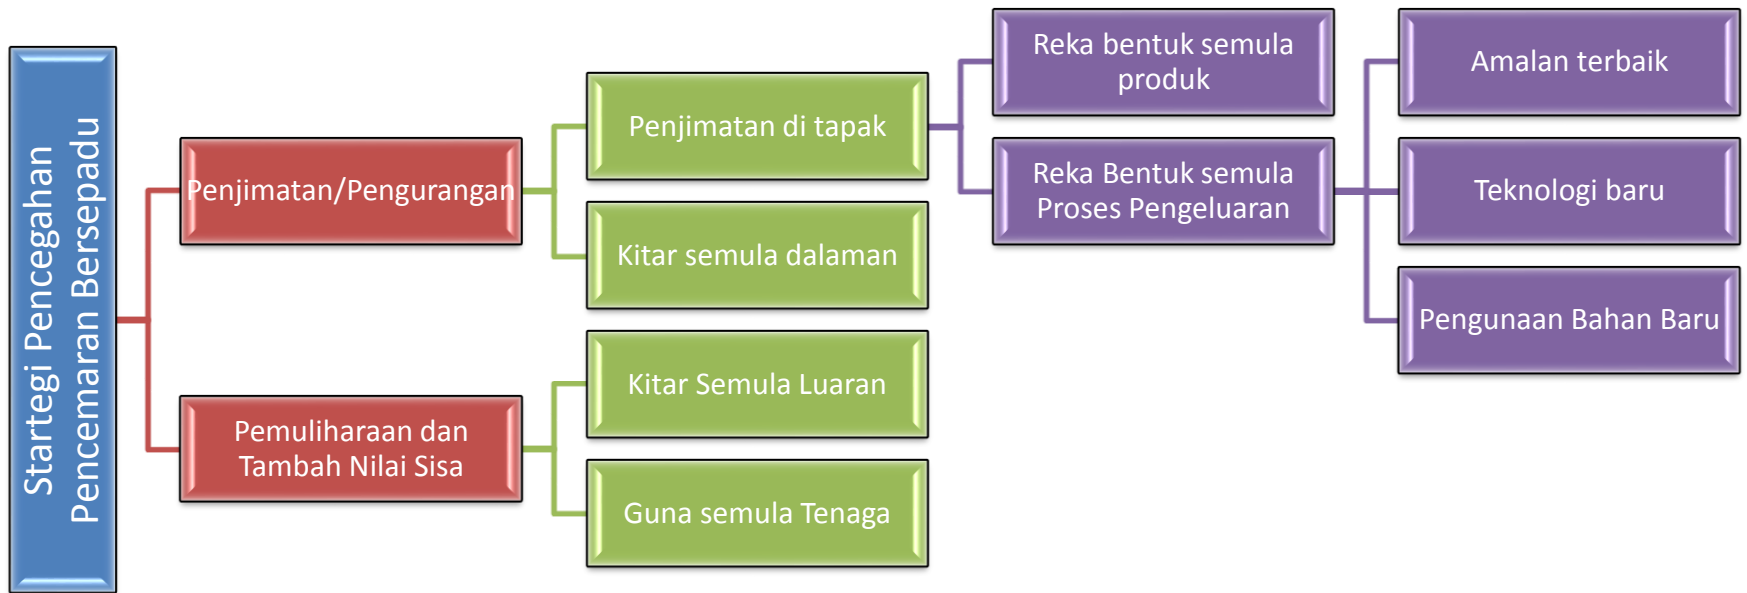 Startegi Pencegahan
Pencemaran Bersepadu
Penjimatan/Pengurangan
Penjimatan di tapak
Reka bentuk semula
produk
Reka Bentuk semula
Proses Pengeluaran
Amalan terbaik
Teknologi baru
Pengunaan Bahan Baru
Kitar semula dalaman
Pemuliharaan dan
Tambah Nilai Sisa
Kitar Semula Luaran
Guna semula Tenaga